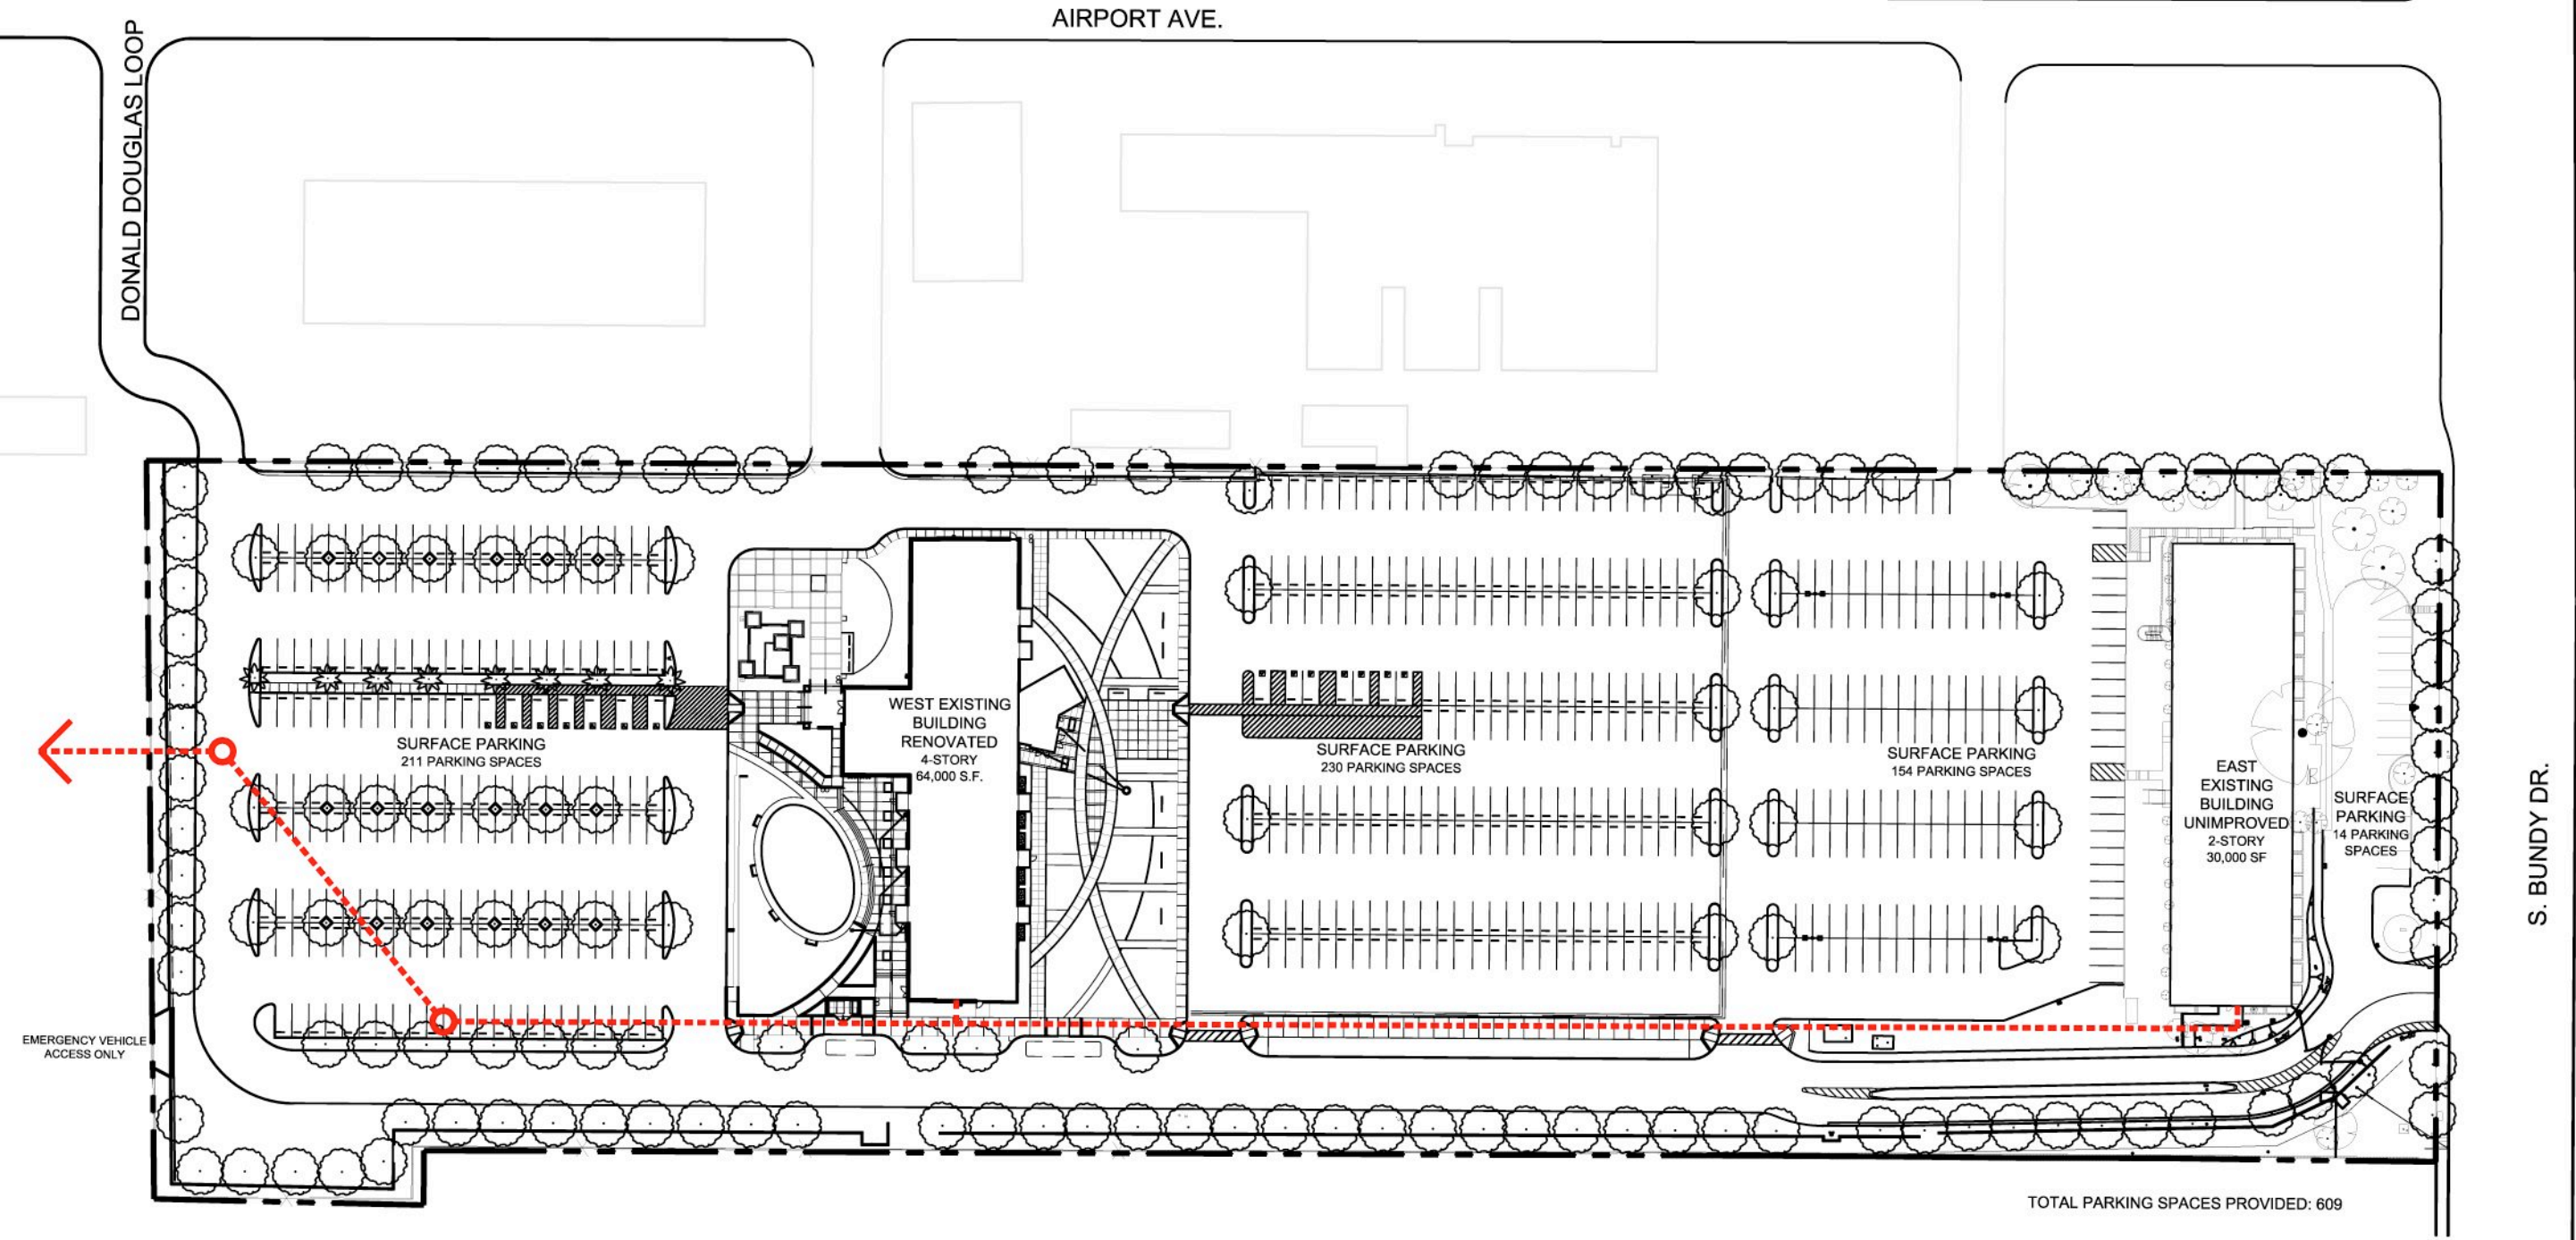 AIRPORT AVE.
DONALD DOUGLAS LOOP
WEST EXISTING
BUILDING
RENOVATED
4-STORY
64,000 S.F.
SURFACE PARKING
211 PARKING SPACES
SURFACE PARKING
230 PARKING SPACES
SURFACE PARKING
154 PARKING SPACES
EAST
EXISTING
BUILDING
UNIMPROVED
2-STORY
30,000 SF
SURFACE
PARKING
14 PARKING
SPACES
S. BUNDY DR.
EMERGENCY VEHICLE
ACCESS ONLY
TOTAL PARKING SPACES PROVIDED: 609